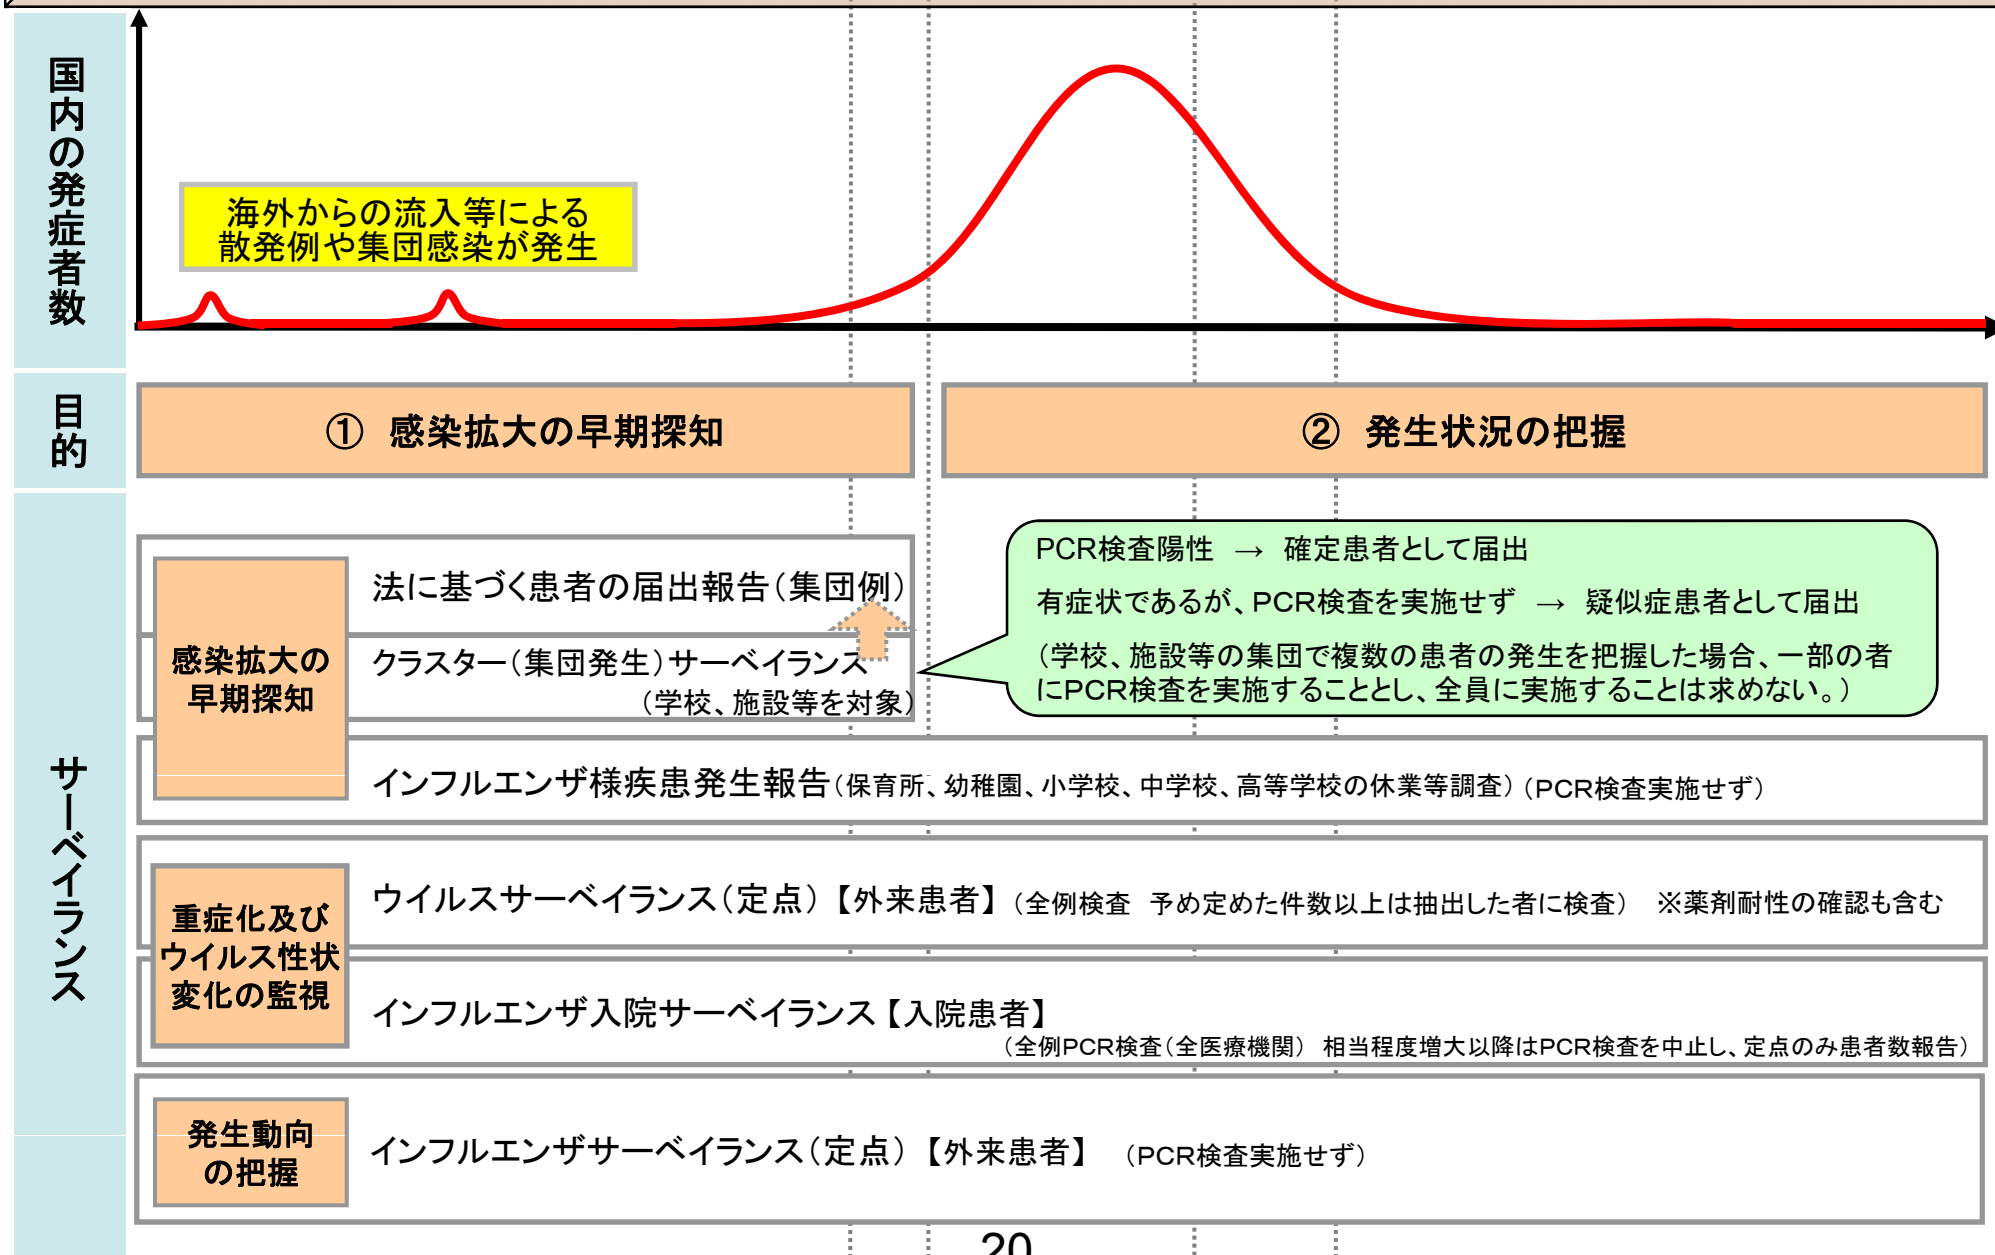 国内の発症者数
海外からの流入等による
散発例や集団感染が発生
目的
① 感染拡大の早期探知
② 発生状況の把握
サーベイランス
感染拡大の
早期探知
法に基づく患者の届出報告（集団例）
クラスター（集団発生）サーベイランス
（学校、施設等を対象）
PCR検査陽性 → 確定患者として届出
有症状であるが、PCR検査を実施せず → 疑似症患者として届出
（学校、施設等の集団で複数の患者の発生を把握した場合、一部の者
にPCR検査を実施することとし、全員に実施することは求めない。）
インフルエンザ様疾患発生報告（保育所、幼稚園、小学校、中学校、高等学校の休業等調査）（PCR検査実施せず）
重症化及び
ウイルス性状
変化の監視
ウイルスサーベイランス（定点）【外来患者】（全例検査 予め定めた件数以上は抽出した者に検査） ※薬剤耐性の確認も含む
インフルエンザ入院サーベイランス【入院患者】
（全例PCR検査（全医療機関） 相当程度増大以降はPCR検査を中止し、定点のみ患者数報告）
発生動向
の把握
インフルエンザサーベイランス（定点）【外来患者】 （PCR検査実施せず）
20